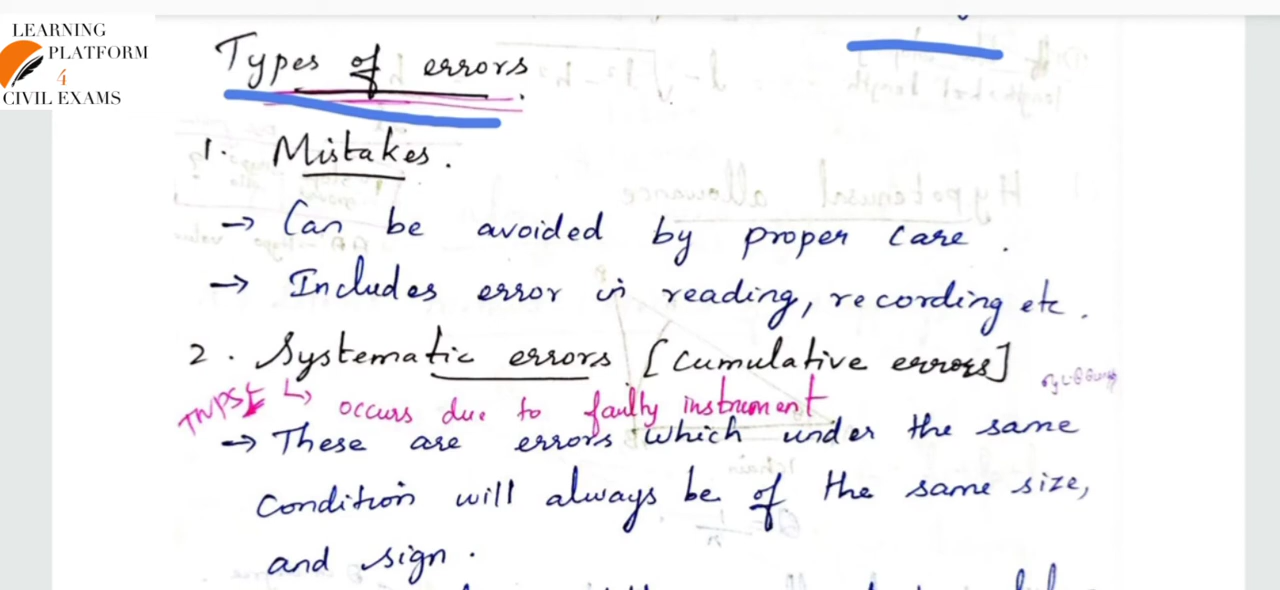 LEARNING
PLATFORM
4
CIVIL EXAMS
Types of errors.
1. Mistakes.
→ Can be avoided by proper care.
→ Includes error in reading, recording etc.
2. Systematic errors [cumulative errors]
TNPSC ↳ occurs due to faulty instrument
→ These are errors which under the same
condition will always be of the same size,
and sign.
Hypotenusal allowance